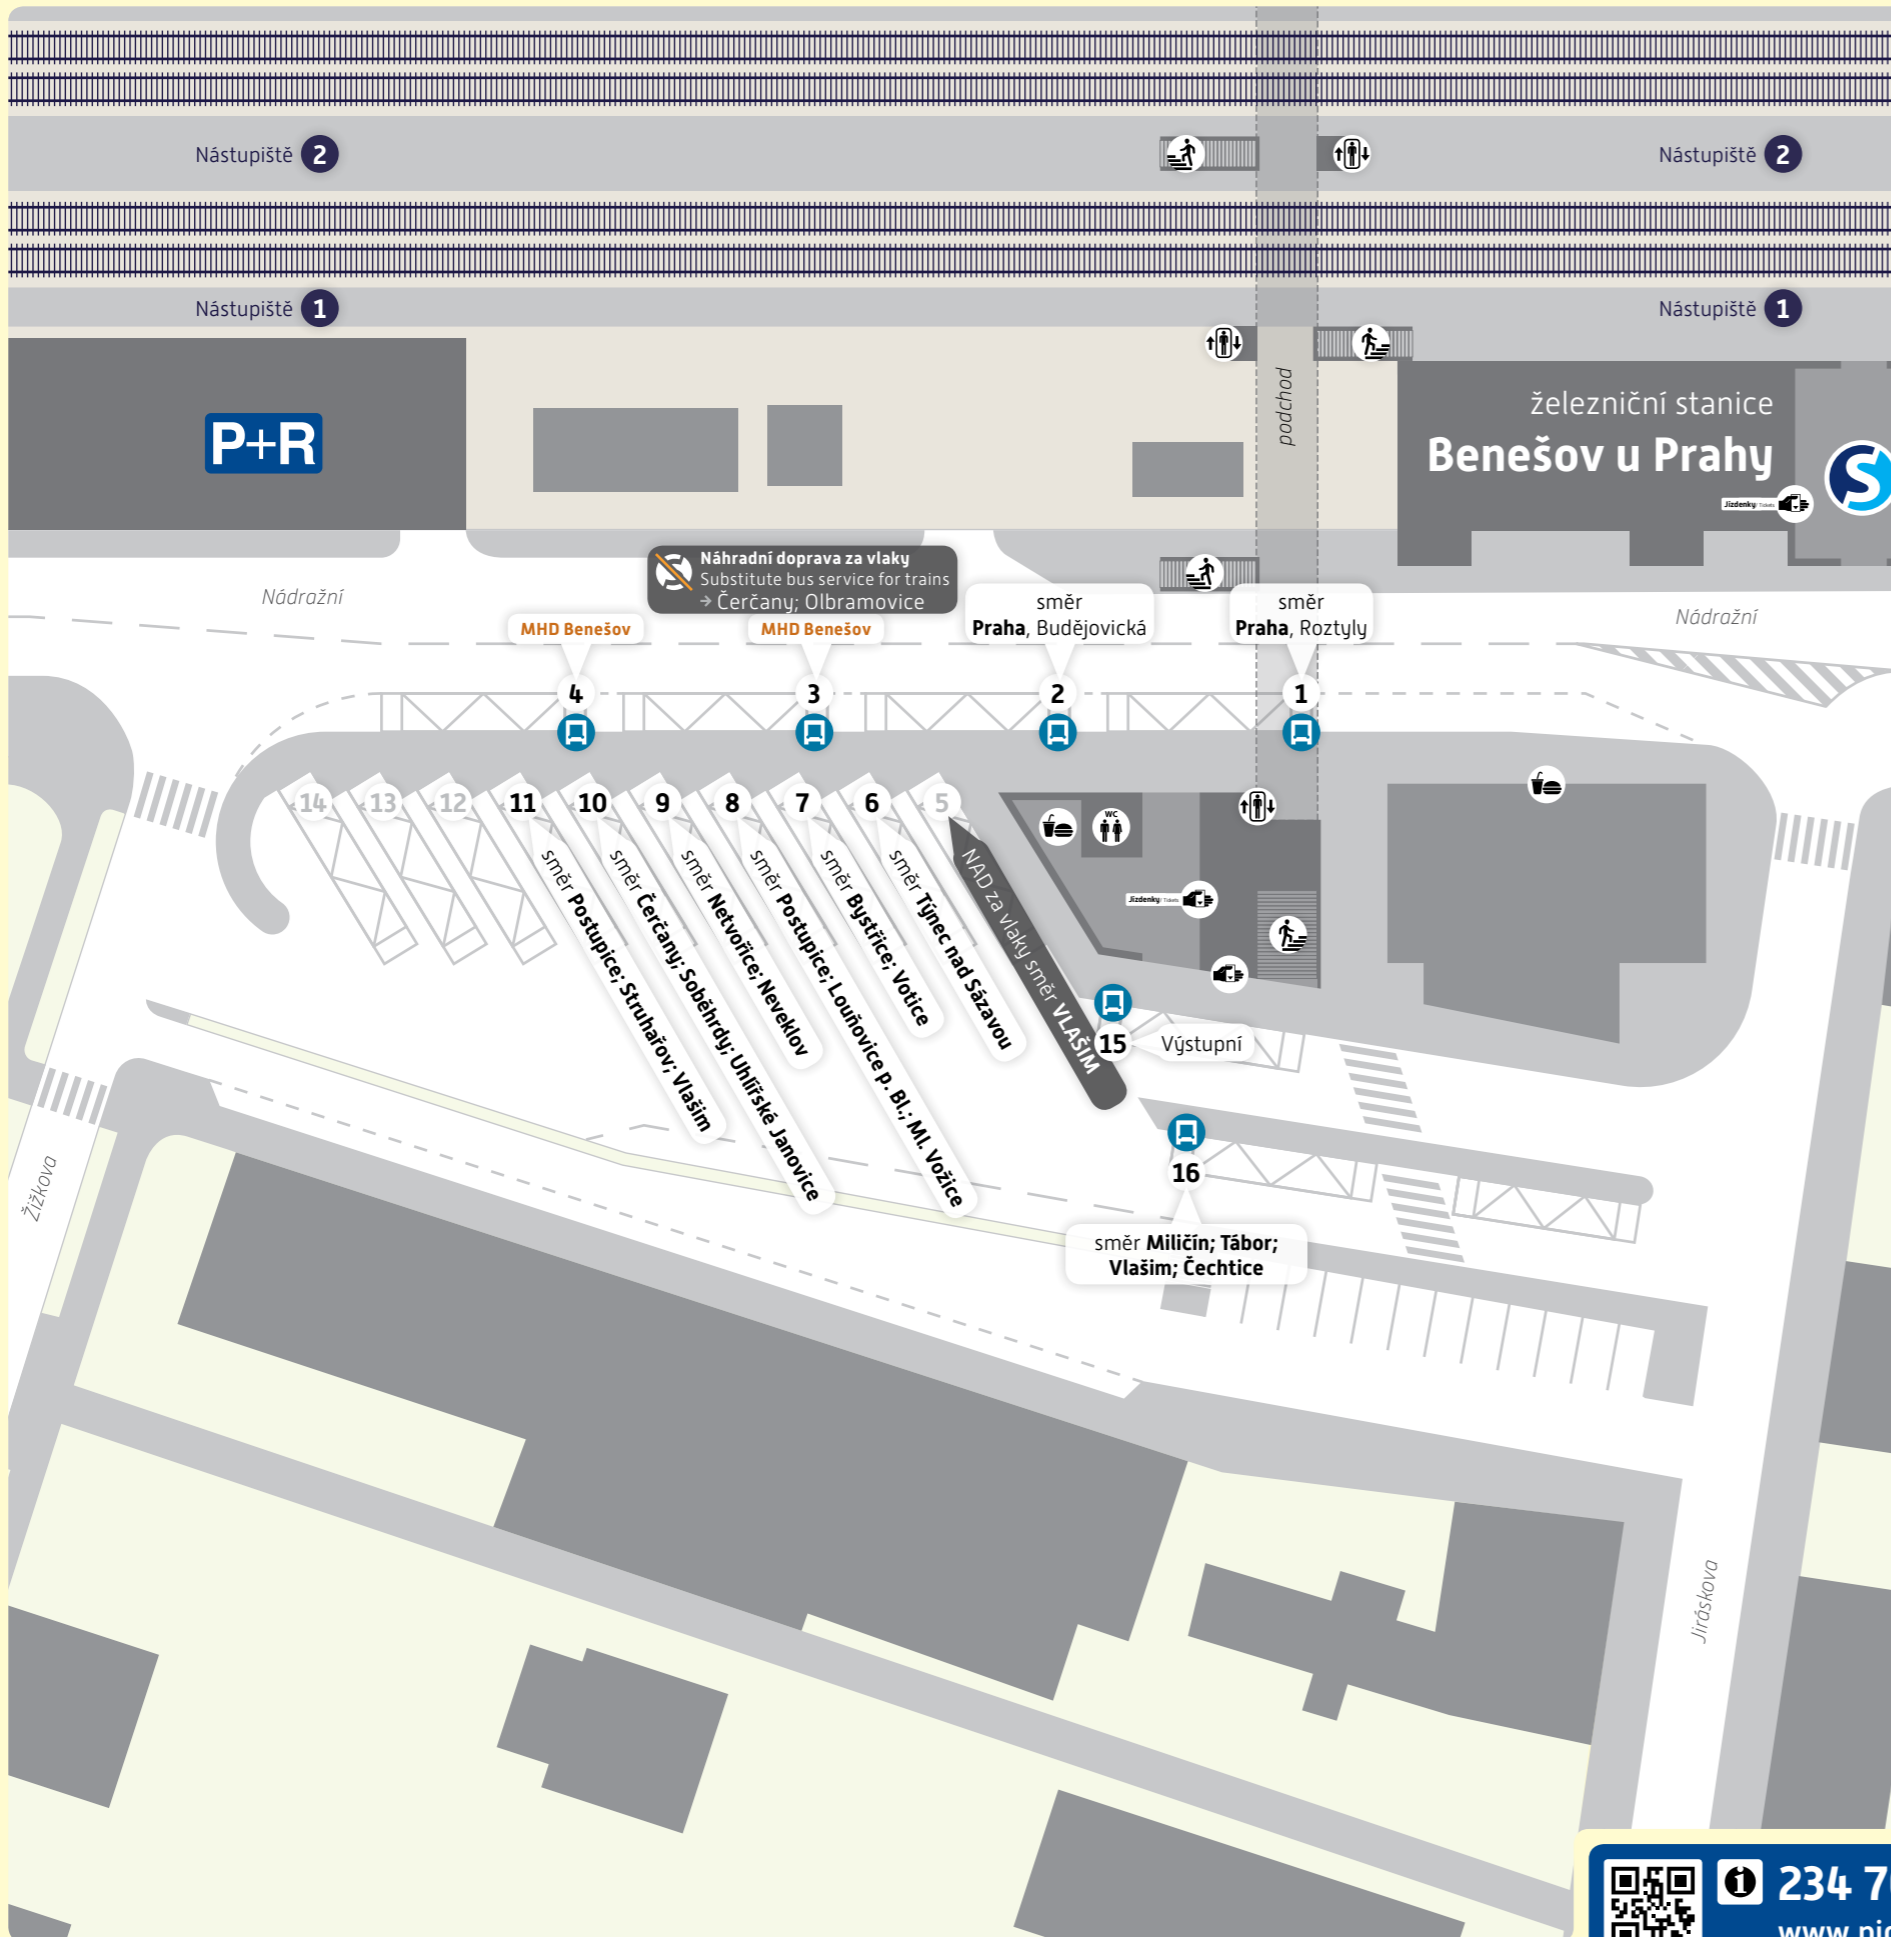 Nástupiště 2
Nástupiště 2
Nástupiště 1
Nástupiště 1
podchod
železniční stanice
Benešov u Prahy
P+R
S
Jízdenky/Tickets
Náhradní doprava za vlaky
Substitute bus service for trains
→ Čerčany; Olbramovice
Nádražní
Nádražní
MHD Benešov
MHD Benešov
směr
Praha, Budějovická
směr
Praha, Roztyly
4
3
2
1
14
13
12
11
10
9
8
7
6
5
směr Postupice; Struhařov; Vlašim
směr Čerčany; Soběhrdy; Uhlířské Janovice
směr Netvořice; Neveklov
směr Postupice; Louňovice p. Bl.; Ml. Vožice
směr Bystřice; Votice
směr Týnec nad Sázavou
NAD za vlaky směr VLAŠIM
WC
Jízdenky/Tickets
15 Výstupní
16
směr Miličín; Tábor;
Vlašim; Čechtice
Žižkova
Jiráskova
i 234 7